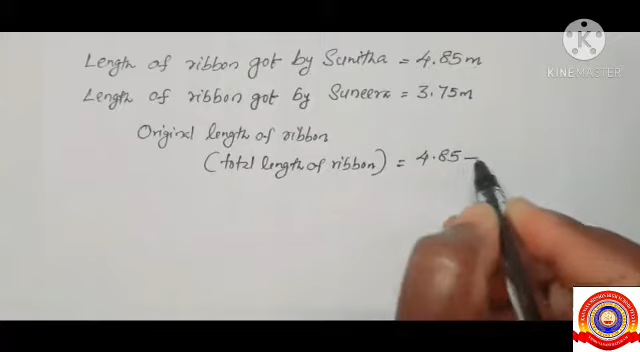 Length of ribbon got by Sunitha = 4.85m
Length of ribbon got by Suneera = 3.75m
Original length of ribbon
(total length of ribbon) = 4.85
KINEMASTER